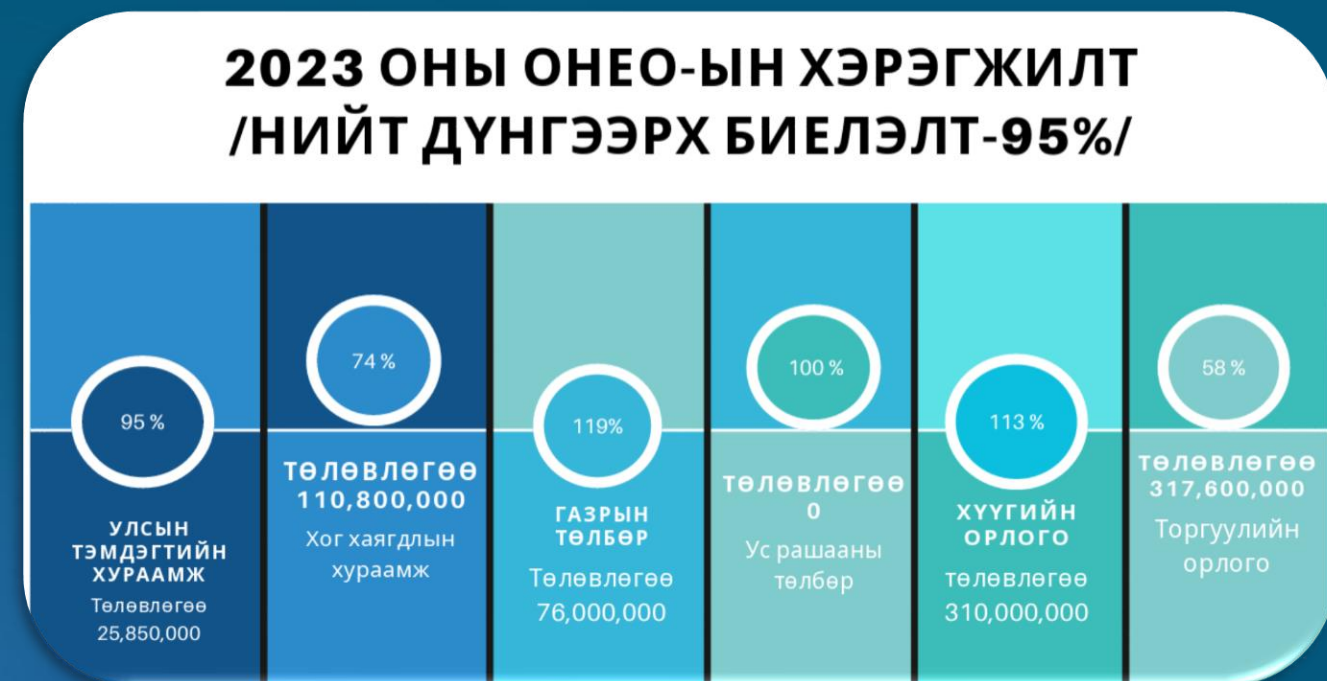 2023 ОНЫ ОНЕО-ЫН ХЭРЭГЖИЛТ
/НИЙТ ДҮНГЭЭРХ БИЕЛЭЛТ-95%/
95 %
УЛСЫН
ТЭМДЭГТИЙН
ХУРААМЖ
Төлөвлөгөө
25,850,000
74 %
ТӨЛӨВЛӨГӨӨ
110,800,000
Хог хаягдлын
хураамж
119%
ГАЗРЫН
ТӨЛБӨР
Төлөвлөгөө
76,000,000
100 %
ТӨЛӨВЛӨГӨӨ
0
Ус рашааны
төлбөр
113 %
ХҮҮГИЙН
ОРЛОГО
төлөвлөгөө
310,000,000
58 %
ТӨЛӨВЛӨГӨӨ
317,600,000
Торгуулийн
орлого